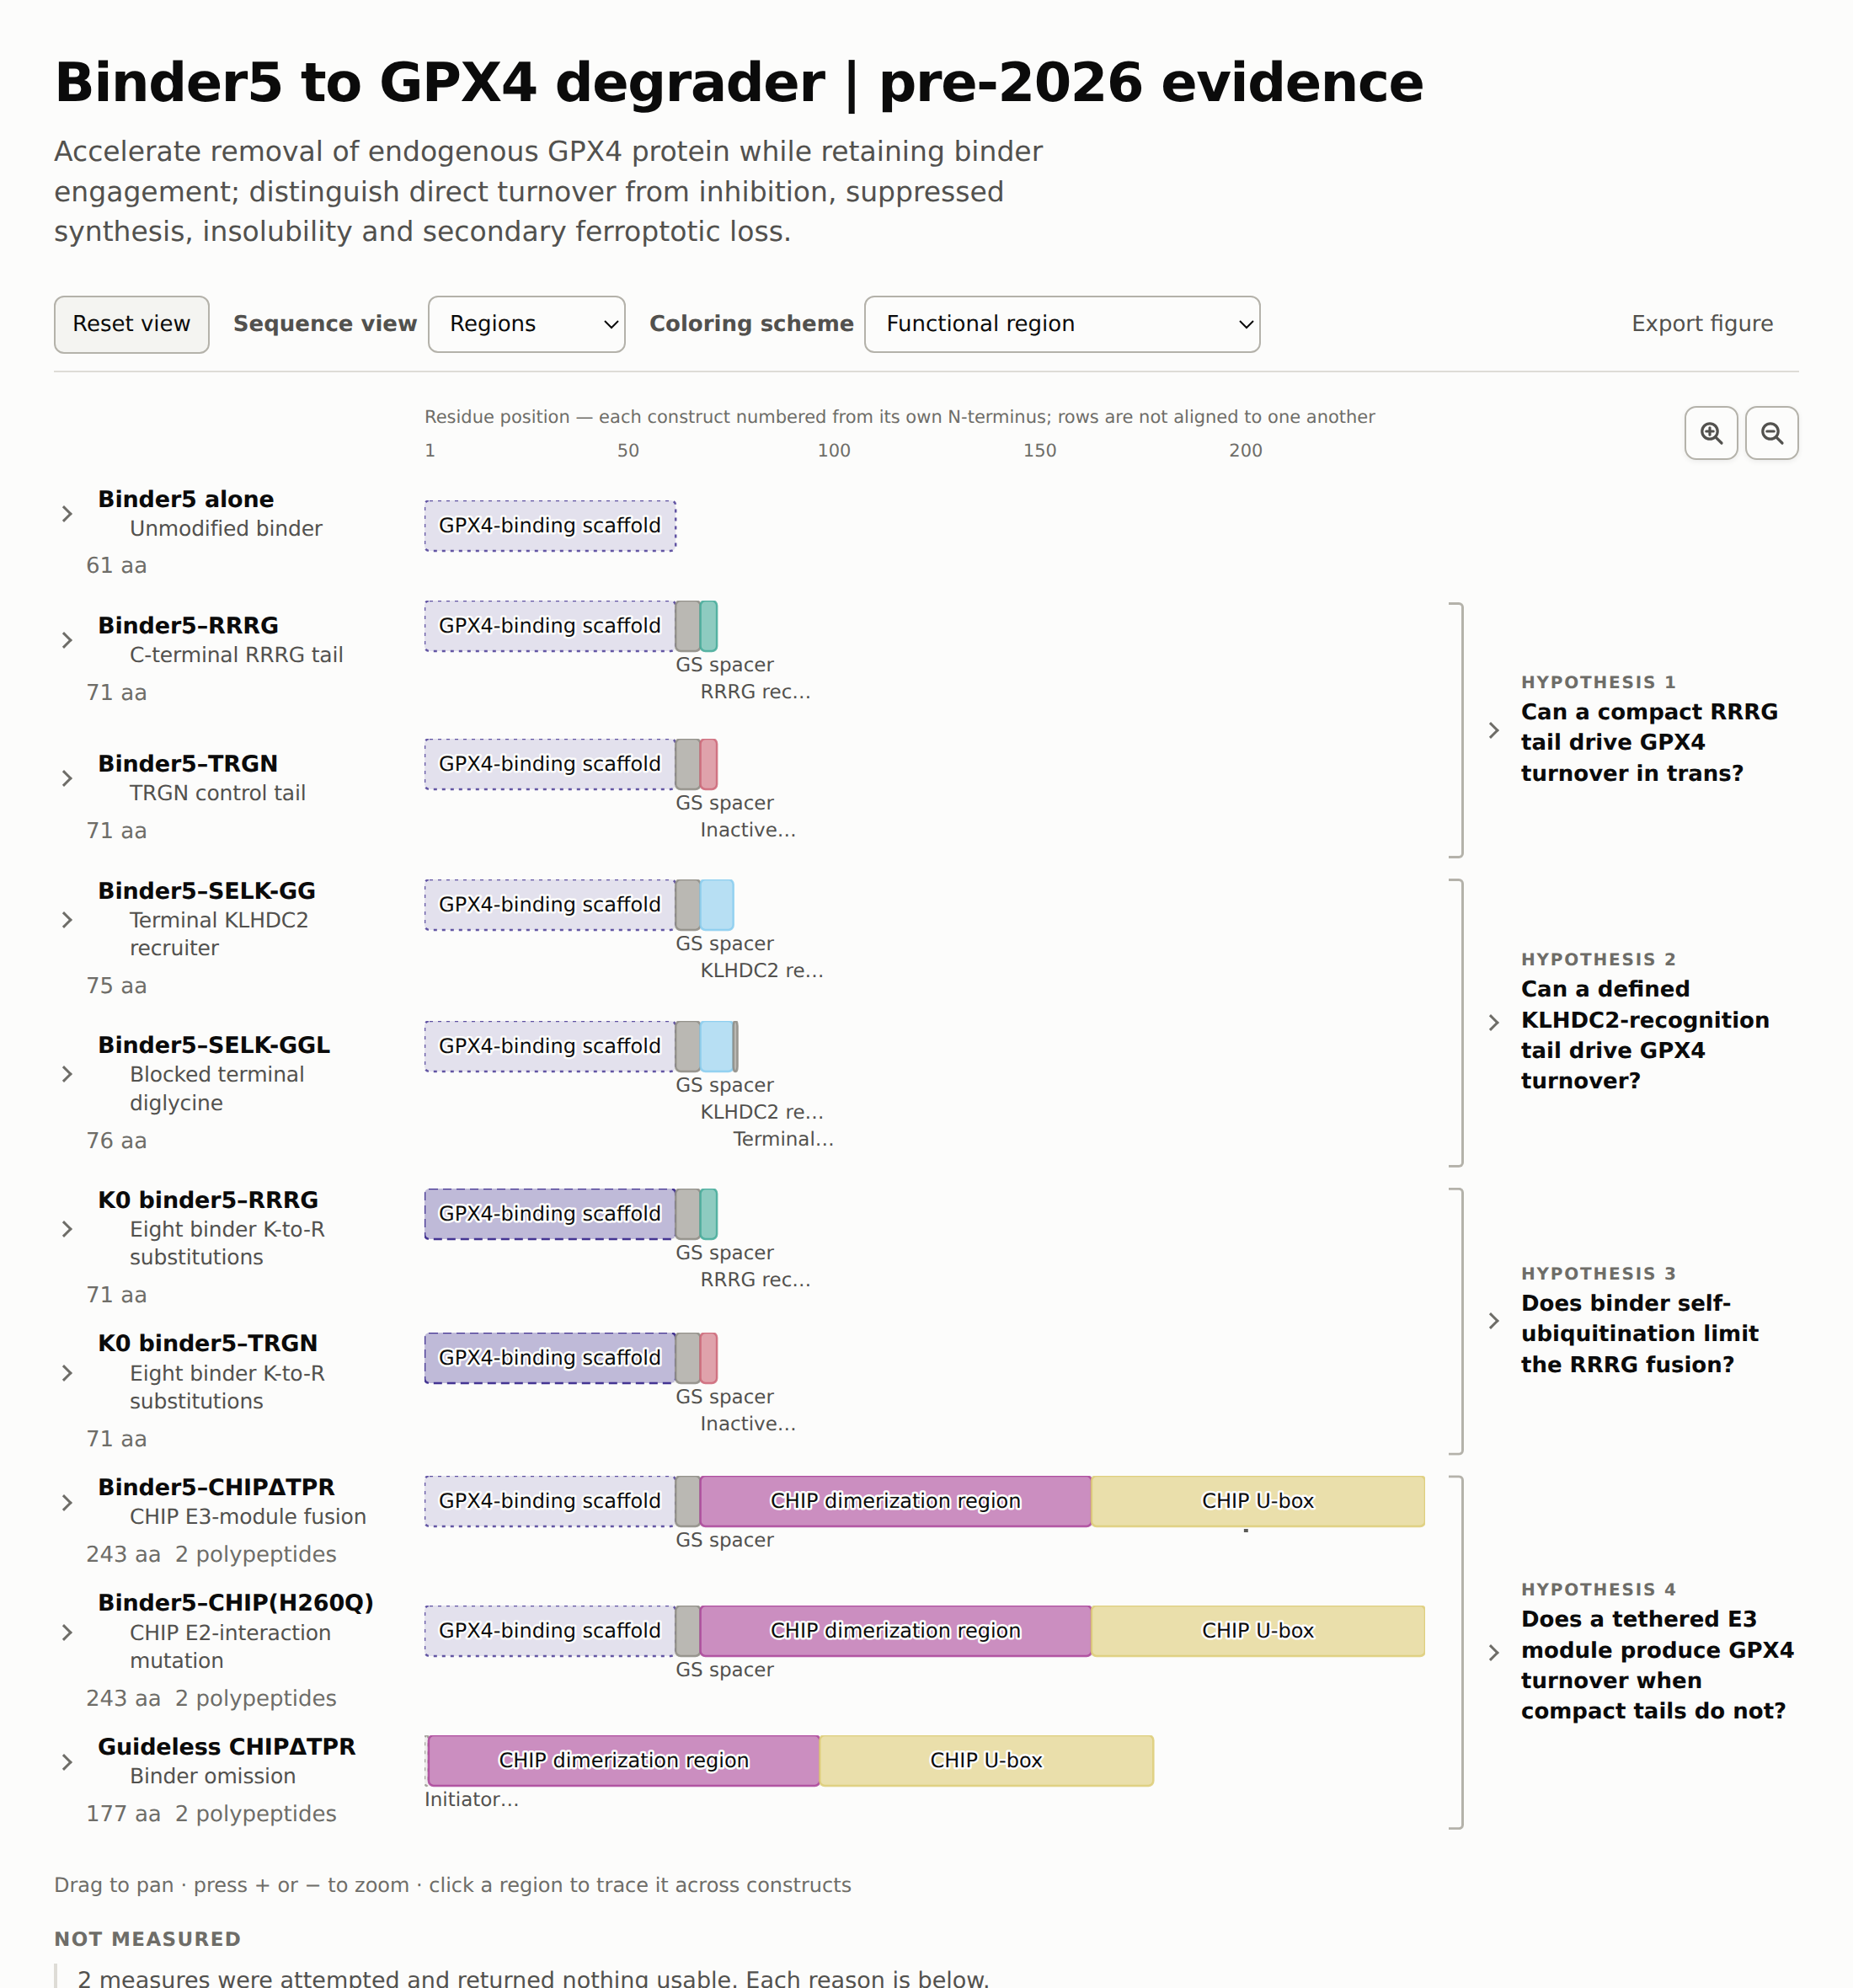 Binder5 to GPX4 degrader | pre-2026 evidence
Accelerate removal of endogenous GPX4 protein while retaining binder
engagement; distinguish direct turnover from inhibition, suppressed
synthesis, insolubility and secondary ferroptotic loss.
Reset view
Sequence view
Regions
Coloring scheme
Functional region
Export figure
Residue position — each construct numbered from its own N-terminus; rows are not aligned to one another
1 50 100 150 200
Binder5 alone
Unmodified binder
61 aa
GPX4-binding scaffold
Binder5–RRRG
C-terminal RRRG tail
71 aa
GPX4-binding scaffold
GS spacer
RRRG rec…
Binder5–TRGN
TRGN control tail
71 aa
GPX4-binding scaffold
GS spacer
Inactive…
HYPOTHESIS 1
Can a compact RRRG
tail drive GPX4
turnover in trans?
Binder5–SELK-GG
Terminal KLHDC2
recruiter
75 aa
GPX4-binding scaffold
GS spacer
KLHDC2 re…
Binder5–SELK-GGL
Blocked terminal
diglycine
76 aa
GPX4-binding scaffold
GS spacer
KLHDC2 re…
Terminal…
HYPOTHESIS 2
Can a defined
KLHDC2-recognition
tail drive GPX4
turnover?
K0 binder5–RRRG
Eight binder K-to-R
substitutions
71 aa
GPX4-binding scaffold
GS spacer
RRRG rec…
K0 binder5–TRGN
Eight binder K-to-R
substitutions
71 aa
GPX4-binding scaffold
GS spacer
Inactive…
HYPOTHESIS 3
Does binder self-
ubiquitination limit
the RRRG fusion?
Binder5–CHIPΔTPR
CHIP E3-module fusion
243 aa 2 polypeptides
GPX4-binding scaffold
CHIP dimerization region
CHIP U-box
GS spacer
Binder5–CHIP(H260Q)
CHIP E2-interaction
mutation
243 aa 2 polypeptides
GPX4-binding scaffold
CHIP dimerization region
CHIP U-box
GS spacer
Guideless CHIPΔTPR
Binder omission
177 aa 2 polypeptides
CHIP dimerization region
CHIP U-box
Initiator…
HYPOTHESIS 4
Does a tethered E3
module produce GPX4
turnover when
compact tails do not?
Drag to pan · press + or − to zoom · click a region to trace it across constructs
NOT MEASURED
2 measures were attempted and returned nothing usable. Each reason is below.